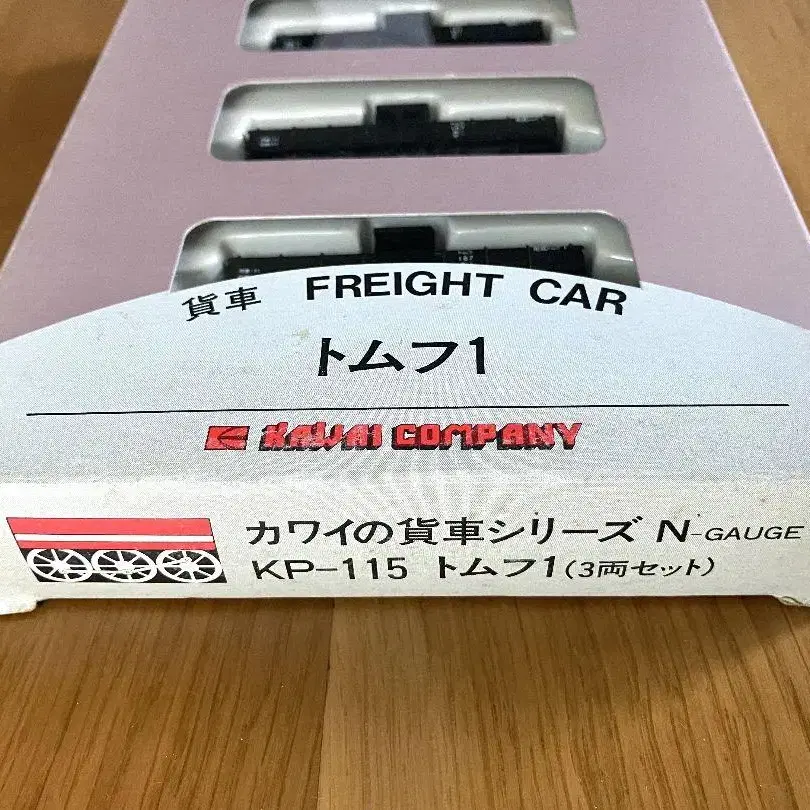 貨車 FREIGHT CAR
トムフ1
KAWAI COMPANY
カワイの貨車シリーズ N-GAUGE
KP-115 トムフ1(3両セット)